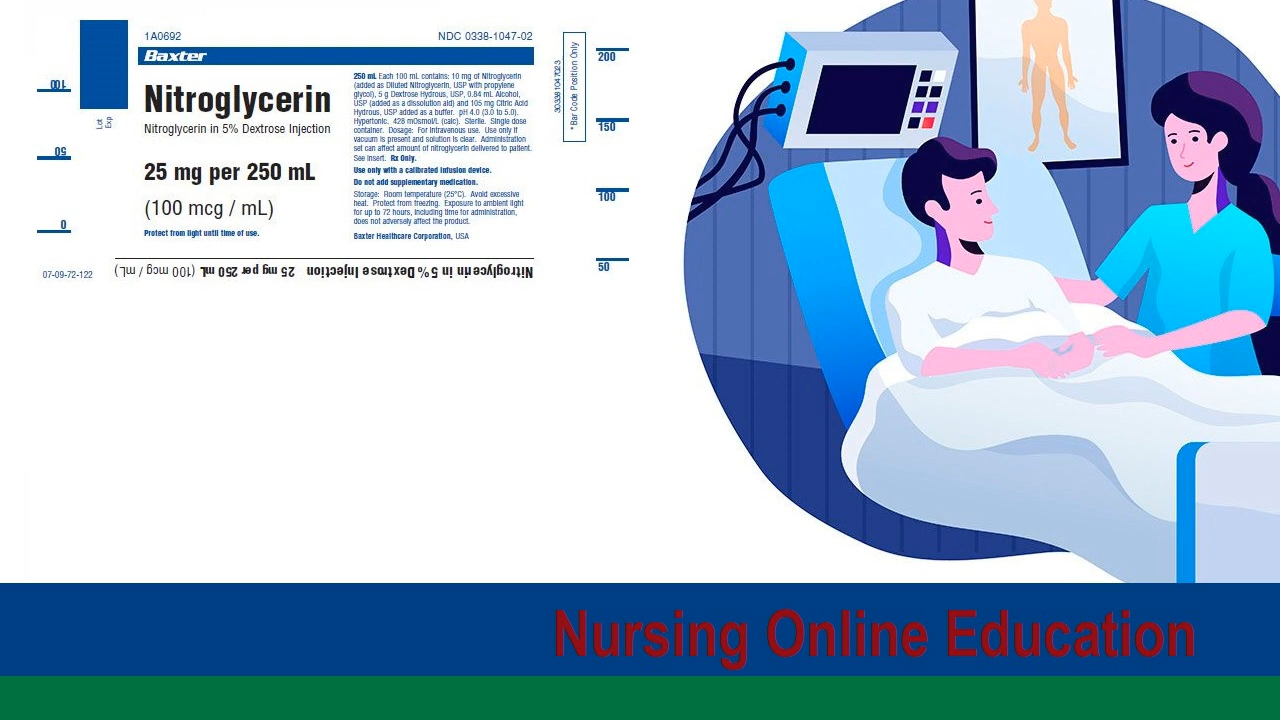 1A0692
NDC 0338-1047-02
Baxter
Nitroglycerin
Nitroglycerin in 5% Dextrose Injection
25 mg per 250 mL
(100 mcg / mL)
Protect from light until time of use.
250 mL Each 100 mL contains: 10 mg of Nitroglycerin
(added as Diluted Nitroglycerin, USP with propylene
glycol), 5 g Dextrose Hydrous, USP, 0.84 mL Alcohol,
USP (added as a dissolution aid) and 105 mg Citric Acid
Hydrous, USP added as a buffer. pH 4.0 (3.0 to 5.0).
Hypertonic. 428 mOsmol/L (calc). Sterile. Single dose
container. Dosage: For intravenous use. Use only if
vacuum is present and solution is clear. Administration
set can affect amount of nitroglycerin delivered to patient.
See insert. Rx Only.
Use only with a calibrated infusion device.
Do not add supplementary medication.
Storage: Room temperature (25°C). Avoid excessive
heat. Protect from freezing. Exposure to ambient light
for up to 72 hours, including time for administration,
does not adversely affect the product.
Baxter Healthcare Corporation, USA
Nitroglycerin in 5% Dextrose Injection 25 mg per 250 mL (100 mcg / mL)
07-09-72-122
Lot
Exp
100
50
0
303381047023
*Bar Code Position Only
200
150
100
50
Nursing Online Education